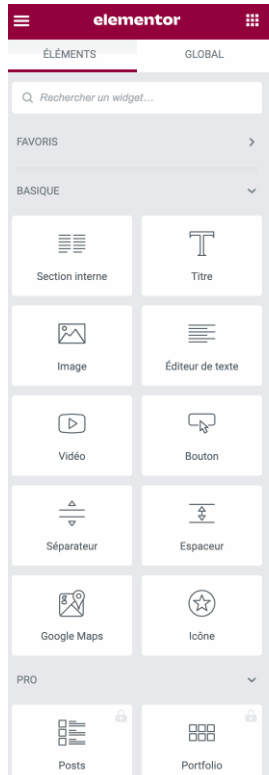 elementor
ÉLÉMENTS GLOBAL
Rechercher un widget...
FAVORIS
BASIQUE
Section interne Titre
Image Éditeur de texte
Vidéo Bouton
Séparateur Espaceur
Google Maps Icône
PRO
Posts Portfolio